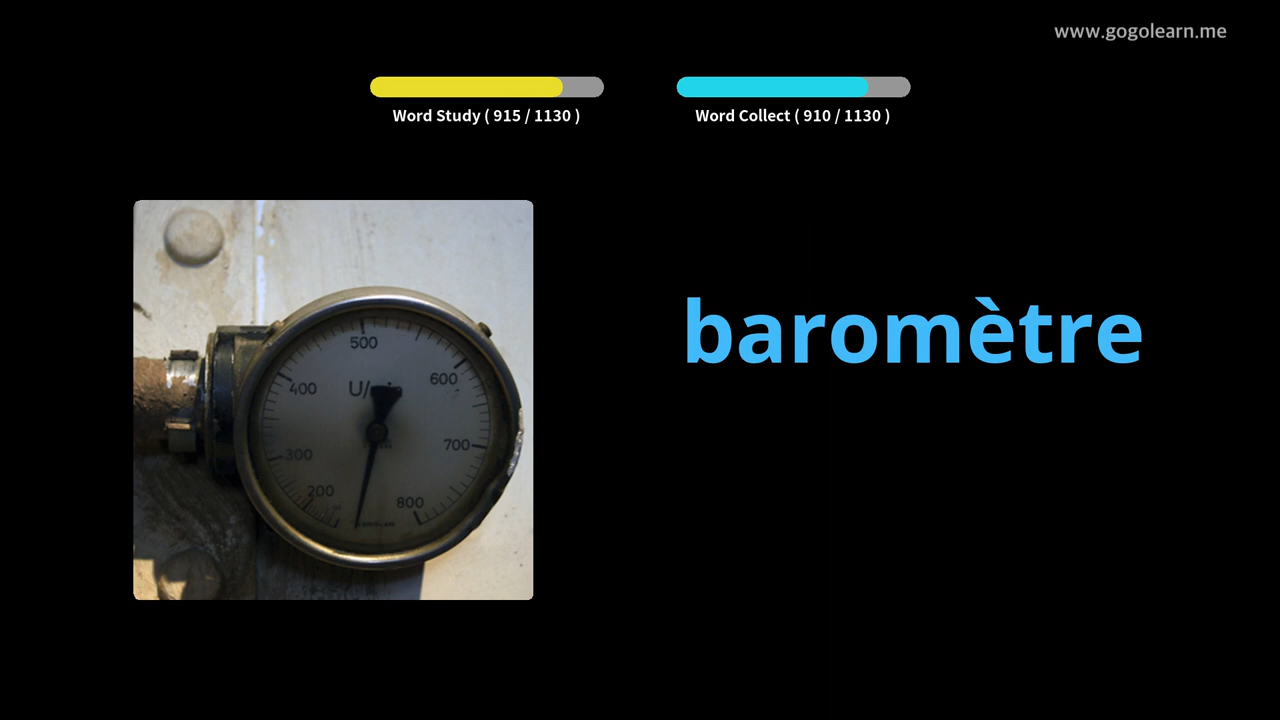 www.gogolearn.me
Word Study ( 915 / 1130 )
Word Collect ( 910 / 1130 )
baromètre
500
400
600
U/
300
700
200
800